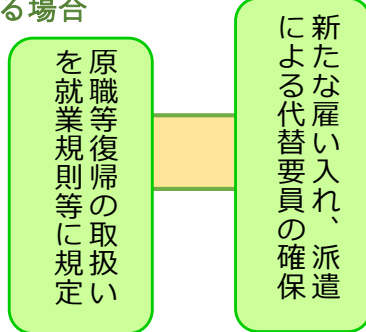 る場合
原職等復帰の取扱い
を就業規則等に規定
新たな雇い入れ、派遣
による代替要員の確保